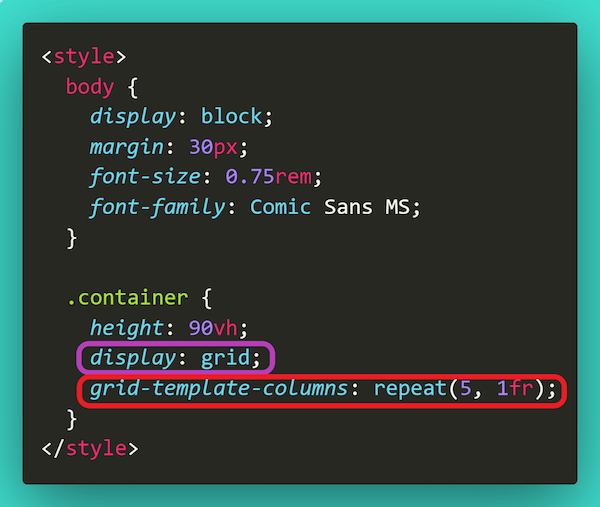 <style>
body {
display: block;
margin: 30px;
font-size: 0.75rem;
font-family: Comic Sans MS;
}
.container {
height: 90vh;
display: grid;
grid-template-columns: repeat(5, 1fr);
}
</style>